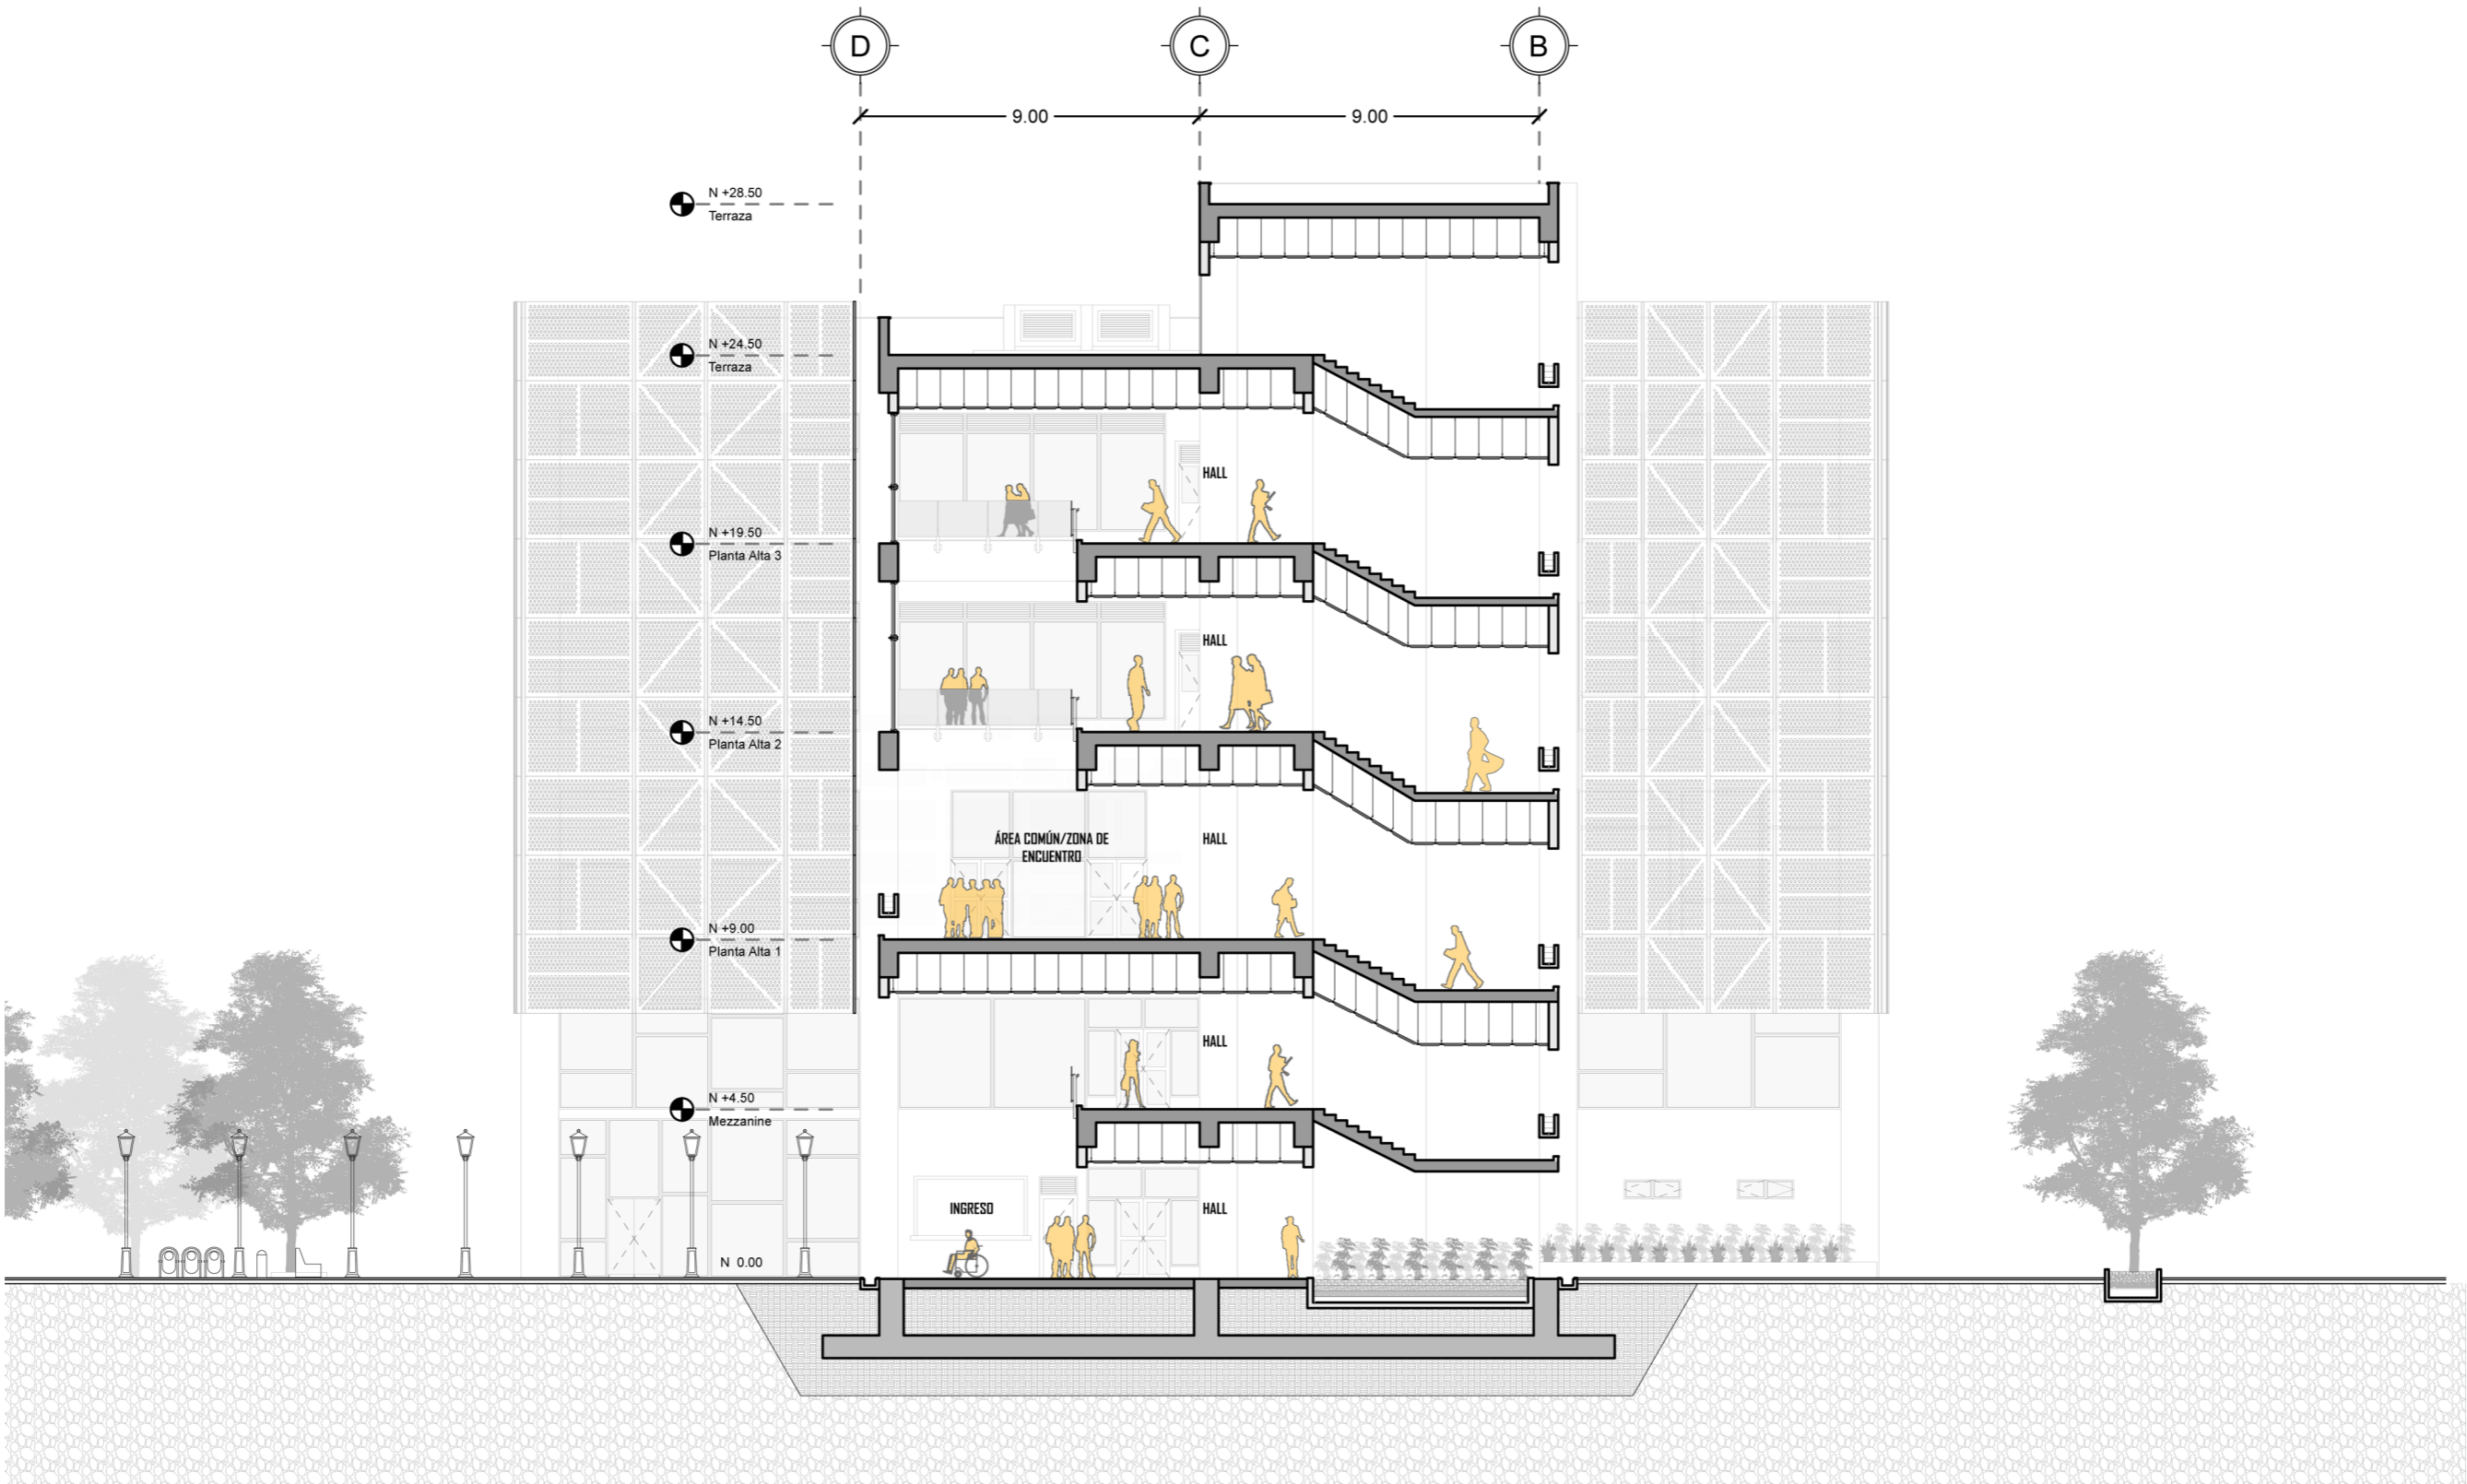 D
C
B
9.00
9.00
N +28.50
Terraza
N +24.50
Terraza
HALL
N +19.50
Planta Alta 3
HALL
N +14.50
Planta Alta 2
ÁREA COMÚN/ZONA DE
ENCUENTRO
HALL
N +9.00
Planta Alta 1
HALL
N +4.50
Mezzanine
INGRESO
HALL
N 0.00